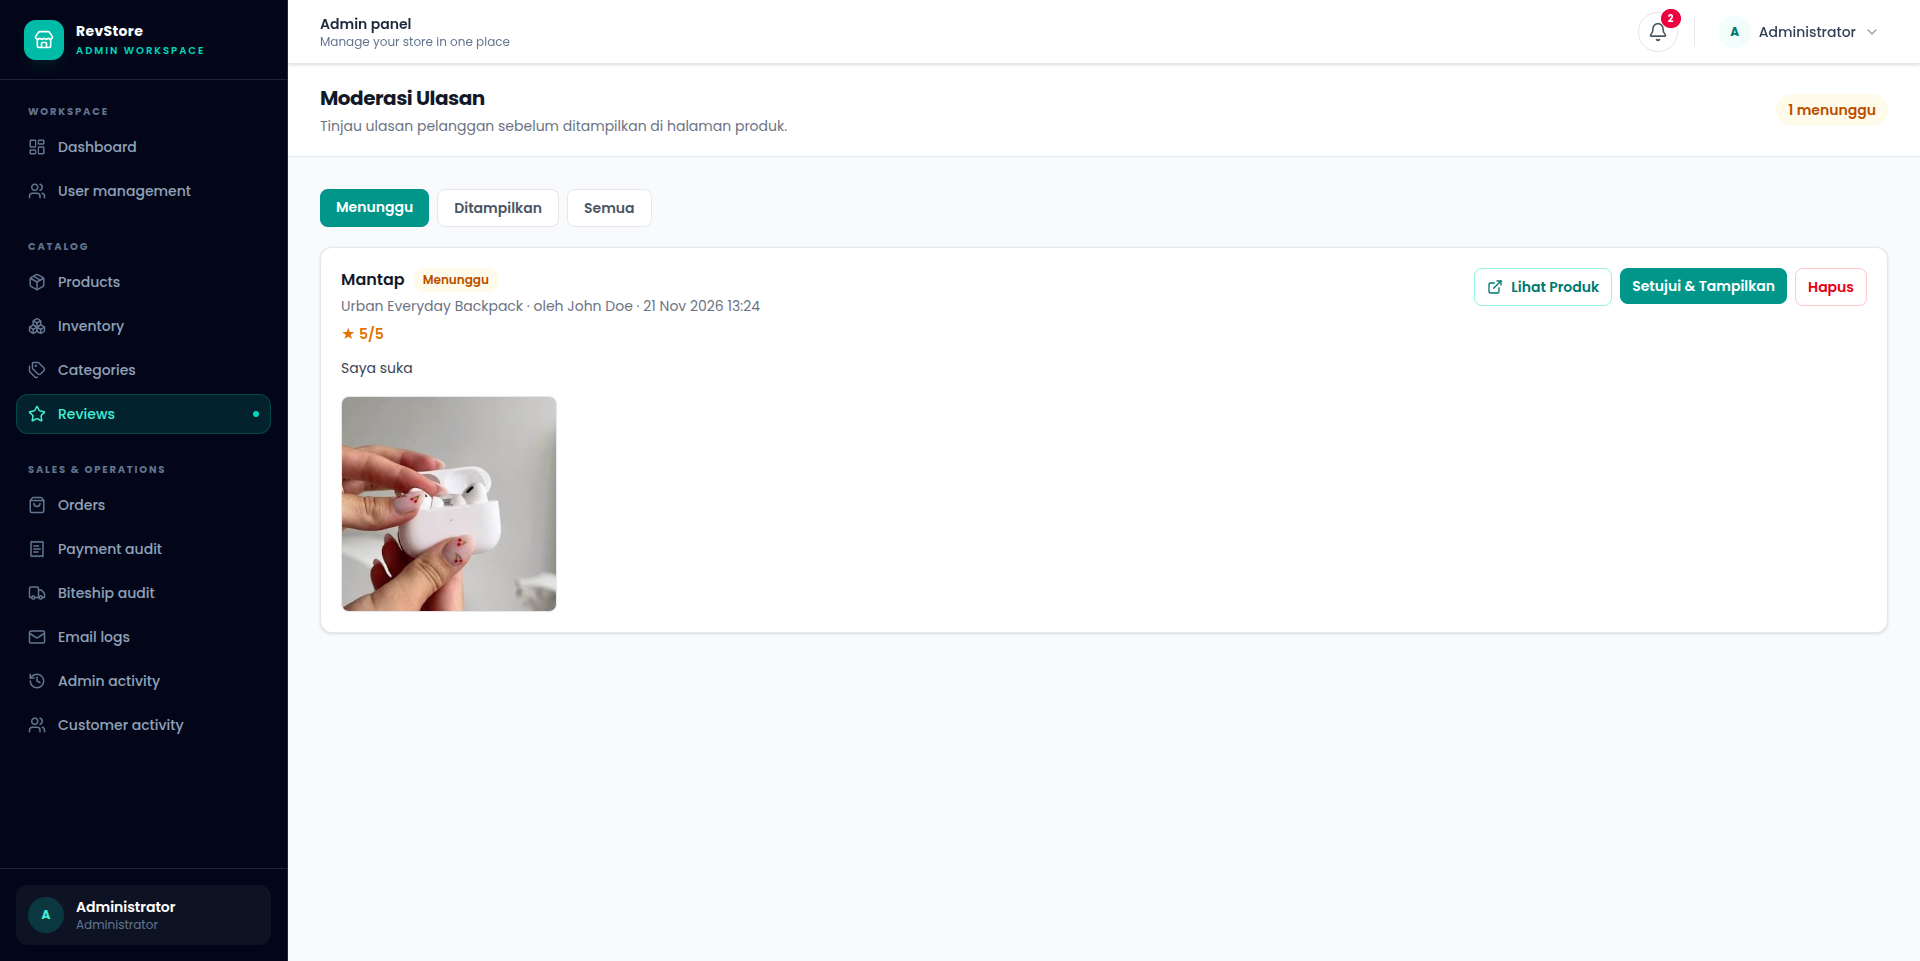 RevStore
ADMIN WORKSPACE
WORKSPACE
Dashboard
User management
CATALOG
Products
Inventory
Categories
Reviews
SALES & OPERATIONS
Orders
Payment audit
Biteship audit
Email logs
Admin activity
Customer activity
A
Administrator
Administrator
Admin panel
Manage your store in one place
2
A
Administrator
Moderasi Ulasan
Tinjau ulasan pelanggan sebelum ditampilkan di halaman produk.
1 menunggu
Menunggu
Ditampilkan
Semua
Mantap
Menunggu
Urban Everyday Backpack · oleh John Doe · 21 Nov 2026 13:24
★ 5/5
Saya suka
Lihat Produk
Setujui & Tampilkan
Hapus